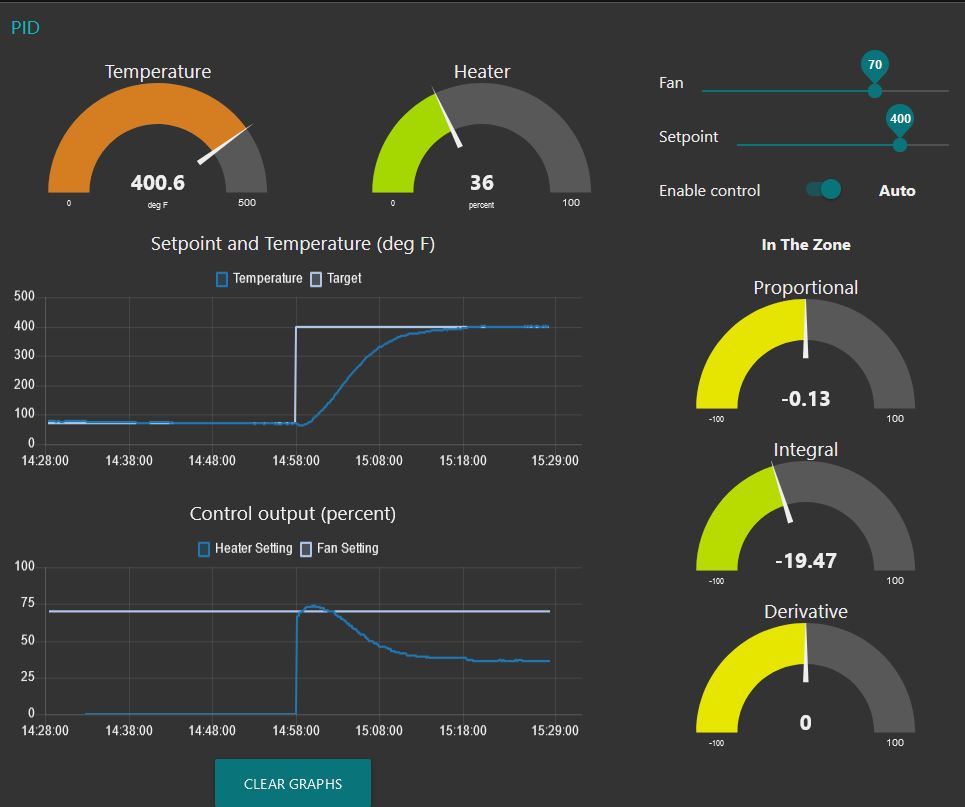 PID
Temperature
400.6
deg F
0
500
Heater
36
percent
0
100
Fan
70
Setpoint
400
Enable control
Auto
Setpoint and Temperature (deg F)
Temperature Target
500
400
300
200
100
0
14:28:00 14:38:00 14:48:00 14:58:00 15:08:00 15:18:00 15:29:00
Control output (percent)
Heater Setting Fan Setting
100
75
50
25
0
14:28:00 14:38:00 14:48:00 14:58:00 15:08:00 15:18:00 15:29:00
CLEAR GRAPHS
In The Zone
Proportional
-0.13
-100
100
Integral
-19.47
-100
100
Derivative
0
-100
100